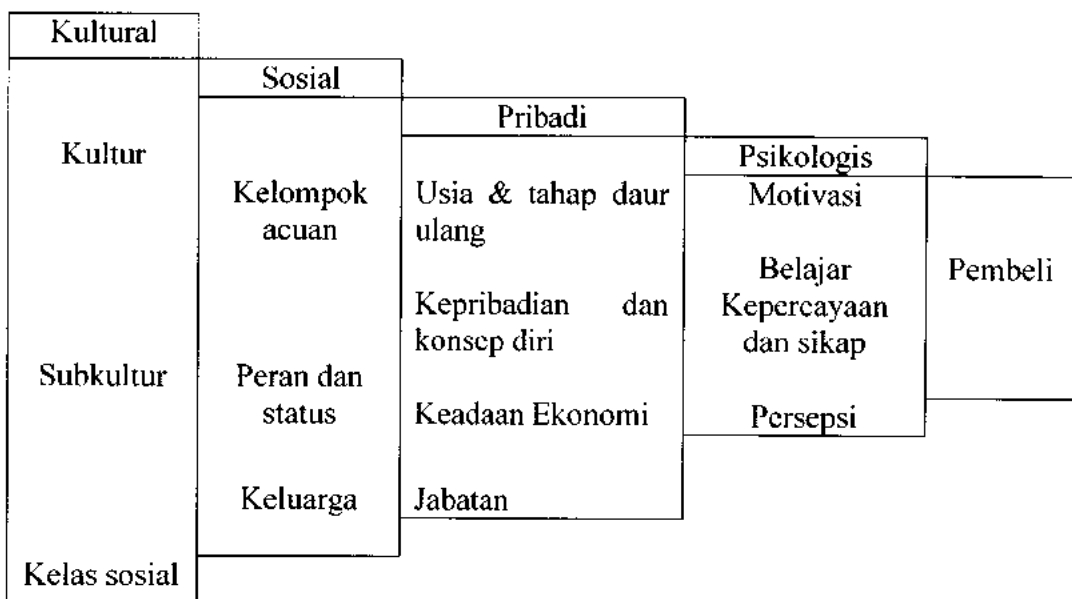 Kultural
Kultur
Subkultur
Kelas sosial
Sosial
Kelompok
acuan
Peran dan
status
Keluarga
Pribadi
Usia & tahap daur
ulang
Kepribadian dan
konsep diri
Keadaan Ekonomi
Jabatan
Psikologis
Motivasi
Belajar
Kepercayaan
dan sikap
Persepsi
Pembeli